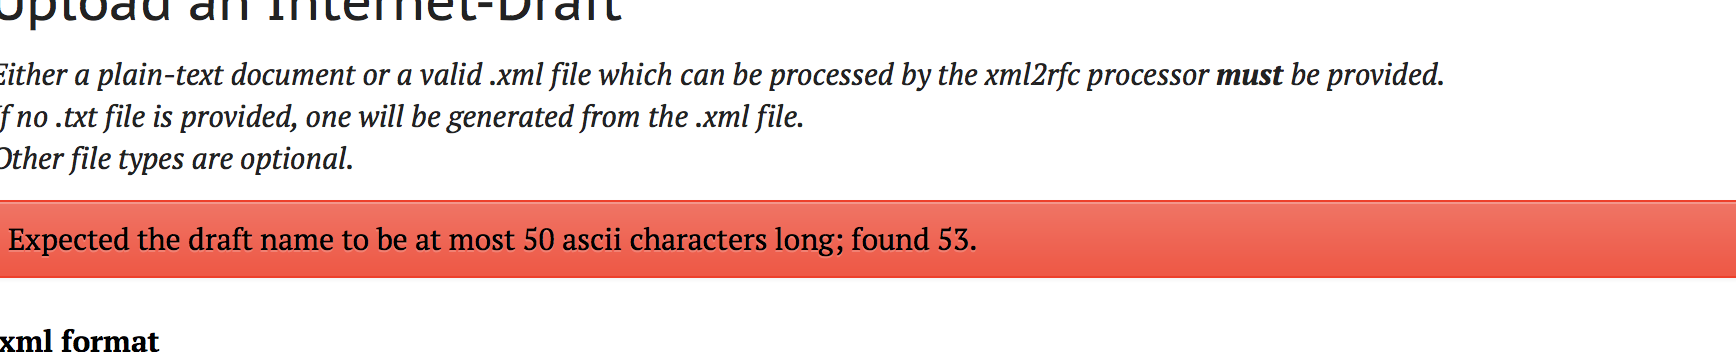 Upload an Internet-Draft
Either a plain-text document or a valid .xml file which can be processed by the xml2rfc processor must be provided.
If no .txt file is provided, one will be generated from the .xml file.
Other file types are optional.
Expected the draft name to be at most 50 ascii characters long; found 53.
xml format